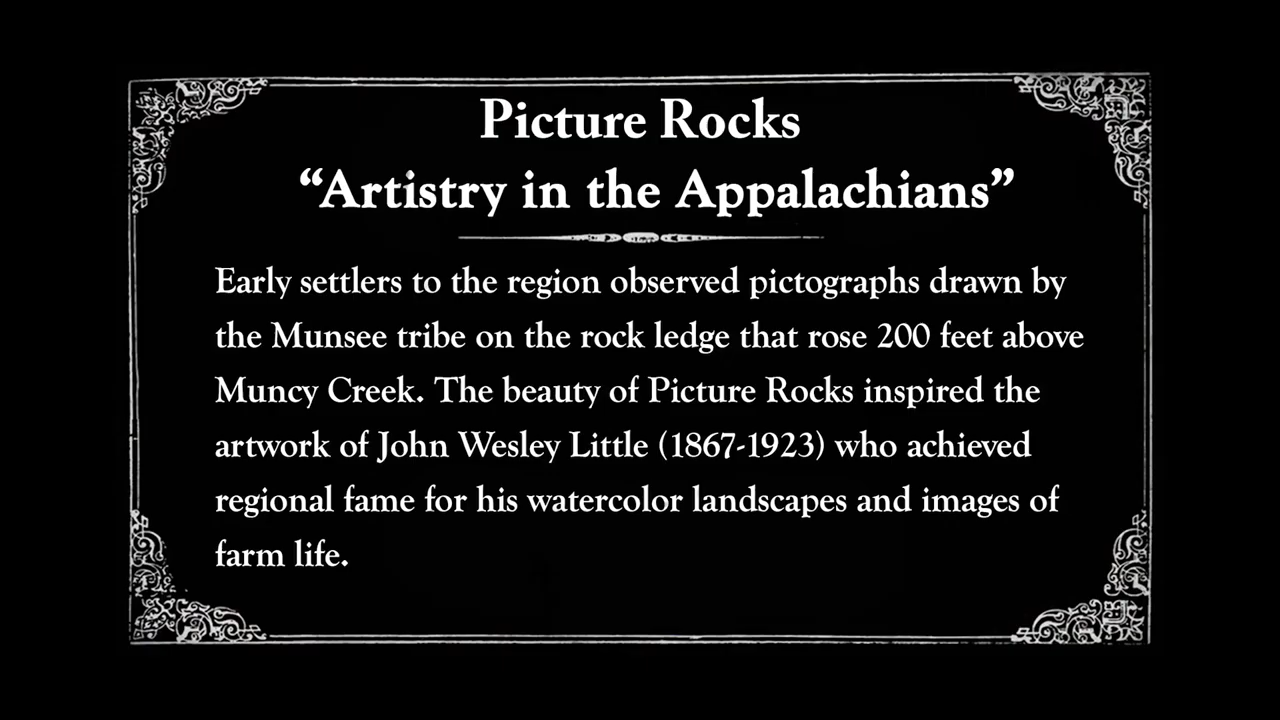 Picture Rocks
“Artistry in the Appalachians”
Early settlers to the region observed pictographs drawn by
the Munsee tribe on the rock ledge that rose 200 feet above
Muncy Creek. The beauty of Picture Rocks inspired the
artwork of John Wesley Little (1867-1923) who achieved
regional fame for his watercolor landscapes and images of
farm life.